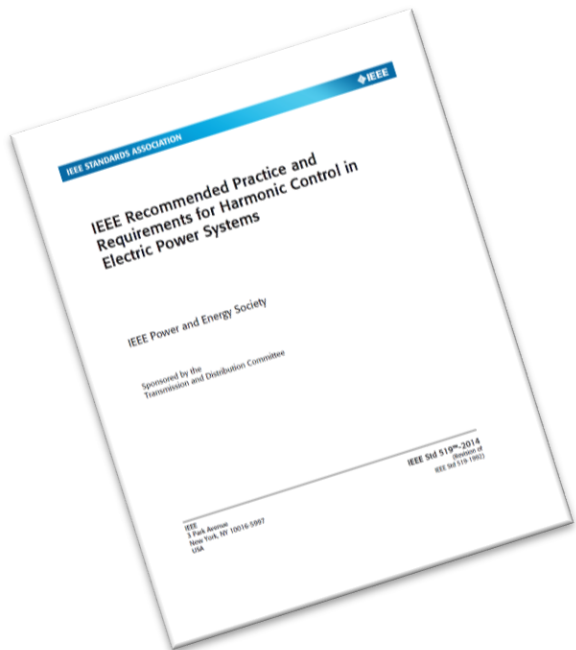 IEEE STANDARDS ASSOCIATION
IEEE
IEEE Recommended Practice and
Requirements for Harmonic Control in
Electric Power Systems
IEEE Power and Energy Society
Sponsored by the
Transmission and Distribution Committee
IEEE Std 519™-2014
(Revision of
IEEE Std 519-1992)
IEEE
3 Park Avenue
New York, NY 10016-5997
USA